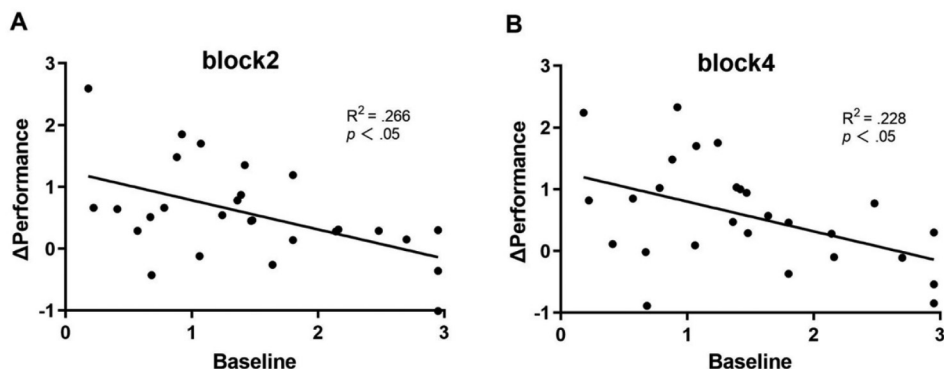 A
block2
R² = .266
p < .05
ΔPerformance
3
2
1
0
-1
0 1 2 3
Baseline
B
block4
R² = .228
p < .05
ΔPerformance
3
2
1
0
-1
0 1 2 3
Baseline